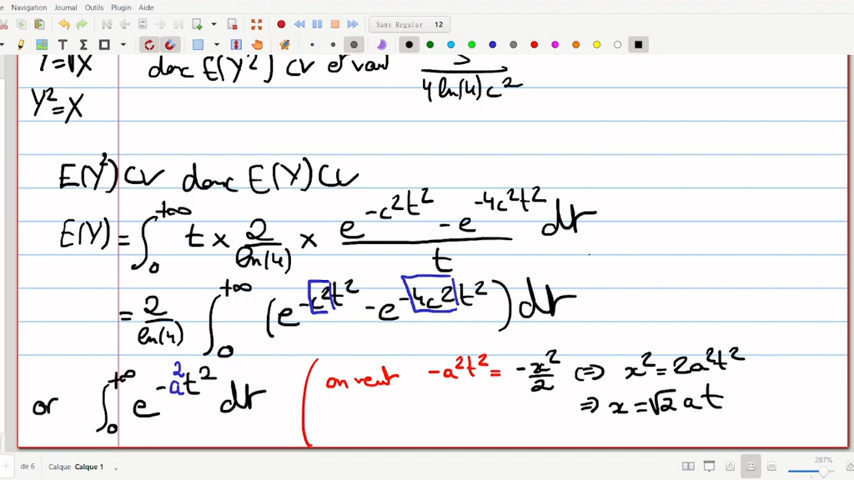 Navigation Journal Outils Plugin Aide
Sans Regular 12
Y=√X donc E(Y²) CV et vaut 3/(4 ln(4) c²)
Y²=X
E(Y²) CV donc E(Y) CV
E(Y) = ∫₀^{+∞} t × 2/ln(4) × (e^{-c²t²} - e^{-4c²t²})/t dt
= 2/ln(4) ∫₀^{+∞} (e^{-c²t²} - e^{-4c²t²}) dt
or ∫₀^{+∞} e^{-a²t²} dt ( on veut -a²t² = -x²/2 ⇔ x² = 2a²t²
⇒ x = √2 a t
de 6 Calque Calque 1 287%